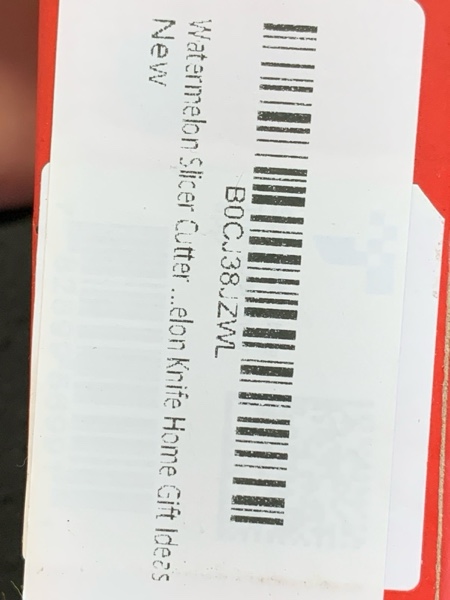 B0CJ38JZWL
Watermelon Slicer Cutter ...elon Knife Home Gift Ideas
New